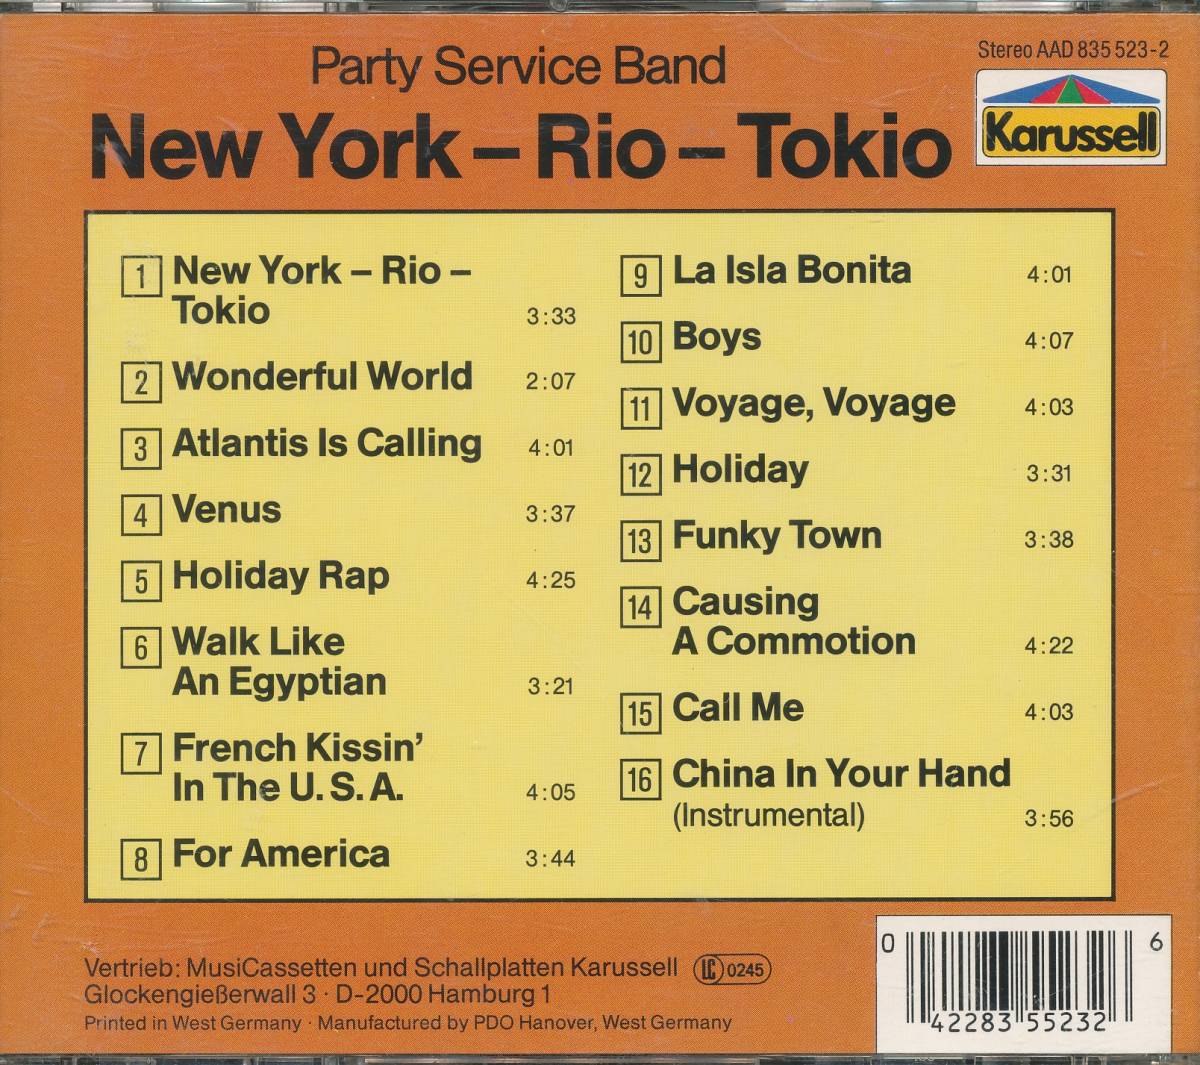 Party Service Band
Stereo AAD 835 523-2
Karussell
New York – Rio – Tokio
1 New York – Rio –
Tokio 3:33
2 Wonderful World 2:07
3 Atlantis Is Calling 4:01
4 Venus 3:37
5 Holiday Rap 4:25
6 Walk Like
An Egyptian 3:21
7 French Kissin’
In The U.S.A. 4:05
8 For America 3:44
9 La Isla Bonita 4:01
10 Boys 4:07
11 Voyage, Voyage 4:03
12 Holiday 3:31
13 Funky Town 3:38
14 Causing
A Commotion 4:22
15 Call Me 4:03
16 China In Your Hand
(Instrumental) 3:56
Vertrieb: MusiCassetten und Schallplatten Karussell LC 0245
Glockengießerwall 3 · D-2000 Hamburg 1
Printed in West Germany · Manufactured by PDO Hanover, West Germany
0 42283 55232 6